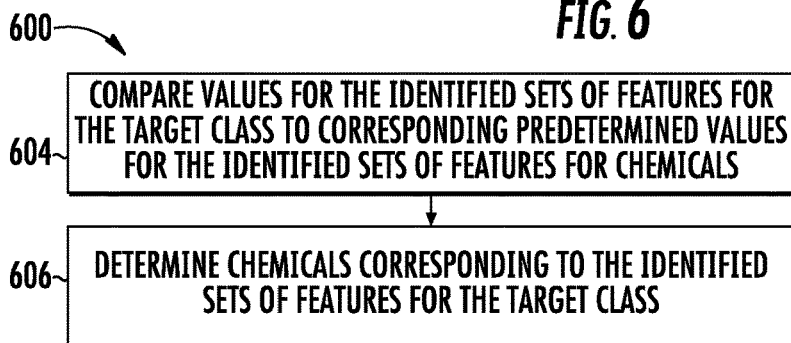 600
FIG. 6
COMPARE VALUES FOR THE IDENTIFIED SETS OF FEATURES FOR
THE TARGET CLASS TO CORRESPONDING PREDETERMINED VALUES
604
FOR THE IDENTIFIED SETS OF FEATURES FOR CHEMICALS
606
DETERMINE CHEMICALS CORRESPONDING TO THE IDENTIFIED
SETS OF FEATURES FOR THE TARGET CLASS